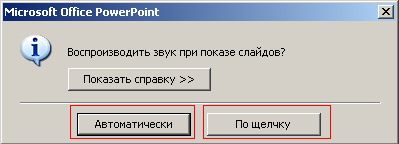 Microsoft Office PowerPoint
Воспроизводить звук при показе слайдов?
Показать справку >>
Автоматически
По щелчку